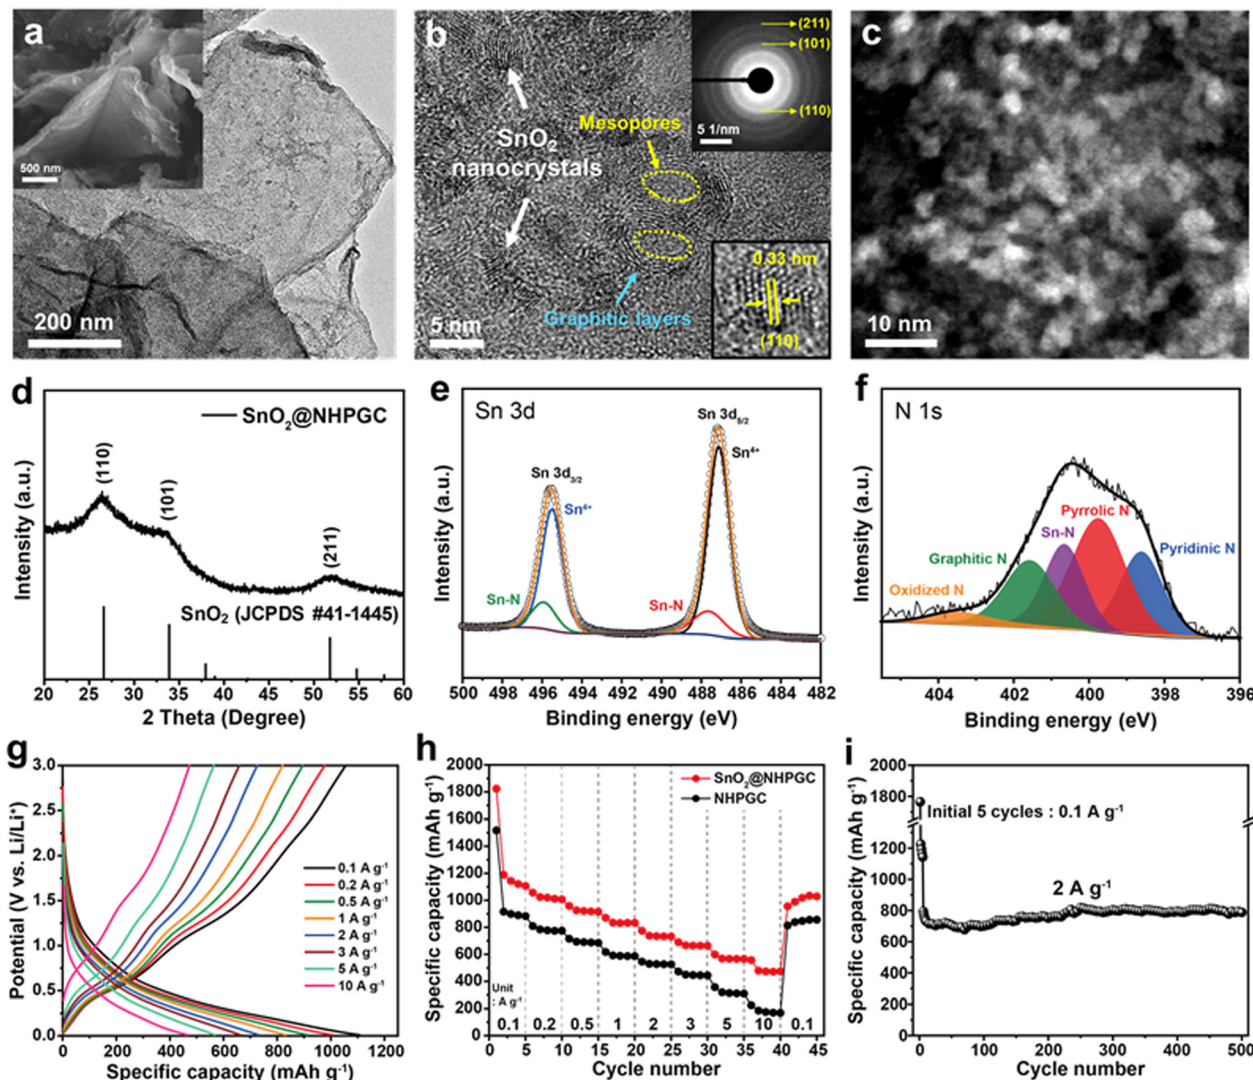 a
500 nm
200 nm
b
SnO₂
nanocrystals
Mesopores
Graphitic layers
5 nm
(211)
(101)
(110)
5 1/nm
0.33 nm
(110)
c
10 nm
d
SnO₂@NHPGC
(110)
(101)
(211)
SnO₂ (JCPDS #41-1445)
Intensity (a.u.)
20 25 30 35 40 45 50 55 60
2 Theta (Degree)
e
Sn 3d
Sn 3d₅/₂
Sn⁴⁺
Sn 3d₃/₂
Sn⁴⁺
Sn-N
Sn-N
Intensity (a.u.)
500 498 496 494 492 490 488 486 484 482
Binding energy (eV)
f
N 1s
Pyrrolic N
Sn-N
Graphitic N
Pyridinic N
Oxidized N
Intensity (a.u.)
404 402 400 398 396
Binding energy (eV)
g
Potential (V vs. Li/Li⁺)
3.0
2.5
2.0
1.5
1.0
0.5
0.0
0.1 A g⁻¹
0.2 A g⁻¹
0.5 A g⁻¹
1 A g⁻¹
2 A g⁻¹
3 A g⁻¹
5 A g⁻¹
10 A g⁻¹
0 200 400 600 800 1000 1200
Specific capacity (mAh g⁻¹)
h
Specific capacity (mAh g⁻¹)
2000
1800
1600
1400
1200
1000
800
600
400
200
0
SnO₂@NHPGC
NHPGC
Unit
: A g⁻¹
0.1 0.2 0.5 1 2 3 5 10 0.1
0 5 10 15 20 25 30 35 40 45
Cycle number
i
Specific capacity (mAh g⁻¹)
2000
1800
1200
1000
800
600
400
200
0
Initial 5 cycles : 0.1 A g⁻¹
2 A g⁻¹
0 100 200 300 400 500
Cycle number